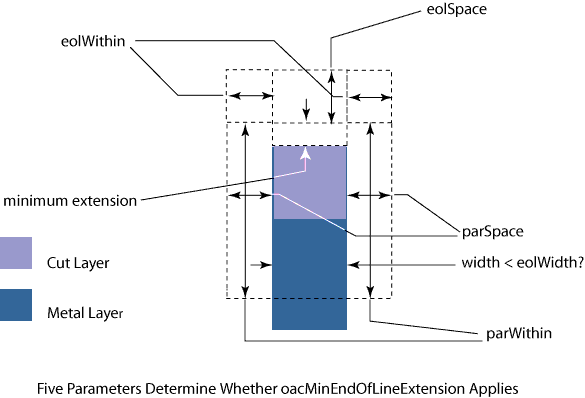 eolSpace
eolWithin
minimum extension
parSpace
Cut Layer
width < eolWidth?
Metal Layer
parWithin
Five Parameters Determine Whether oacMinEndOfLineExtension Applies